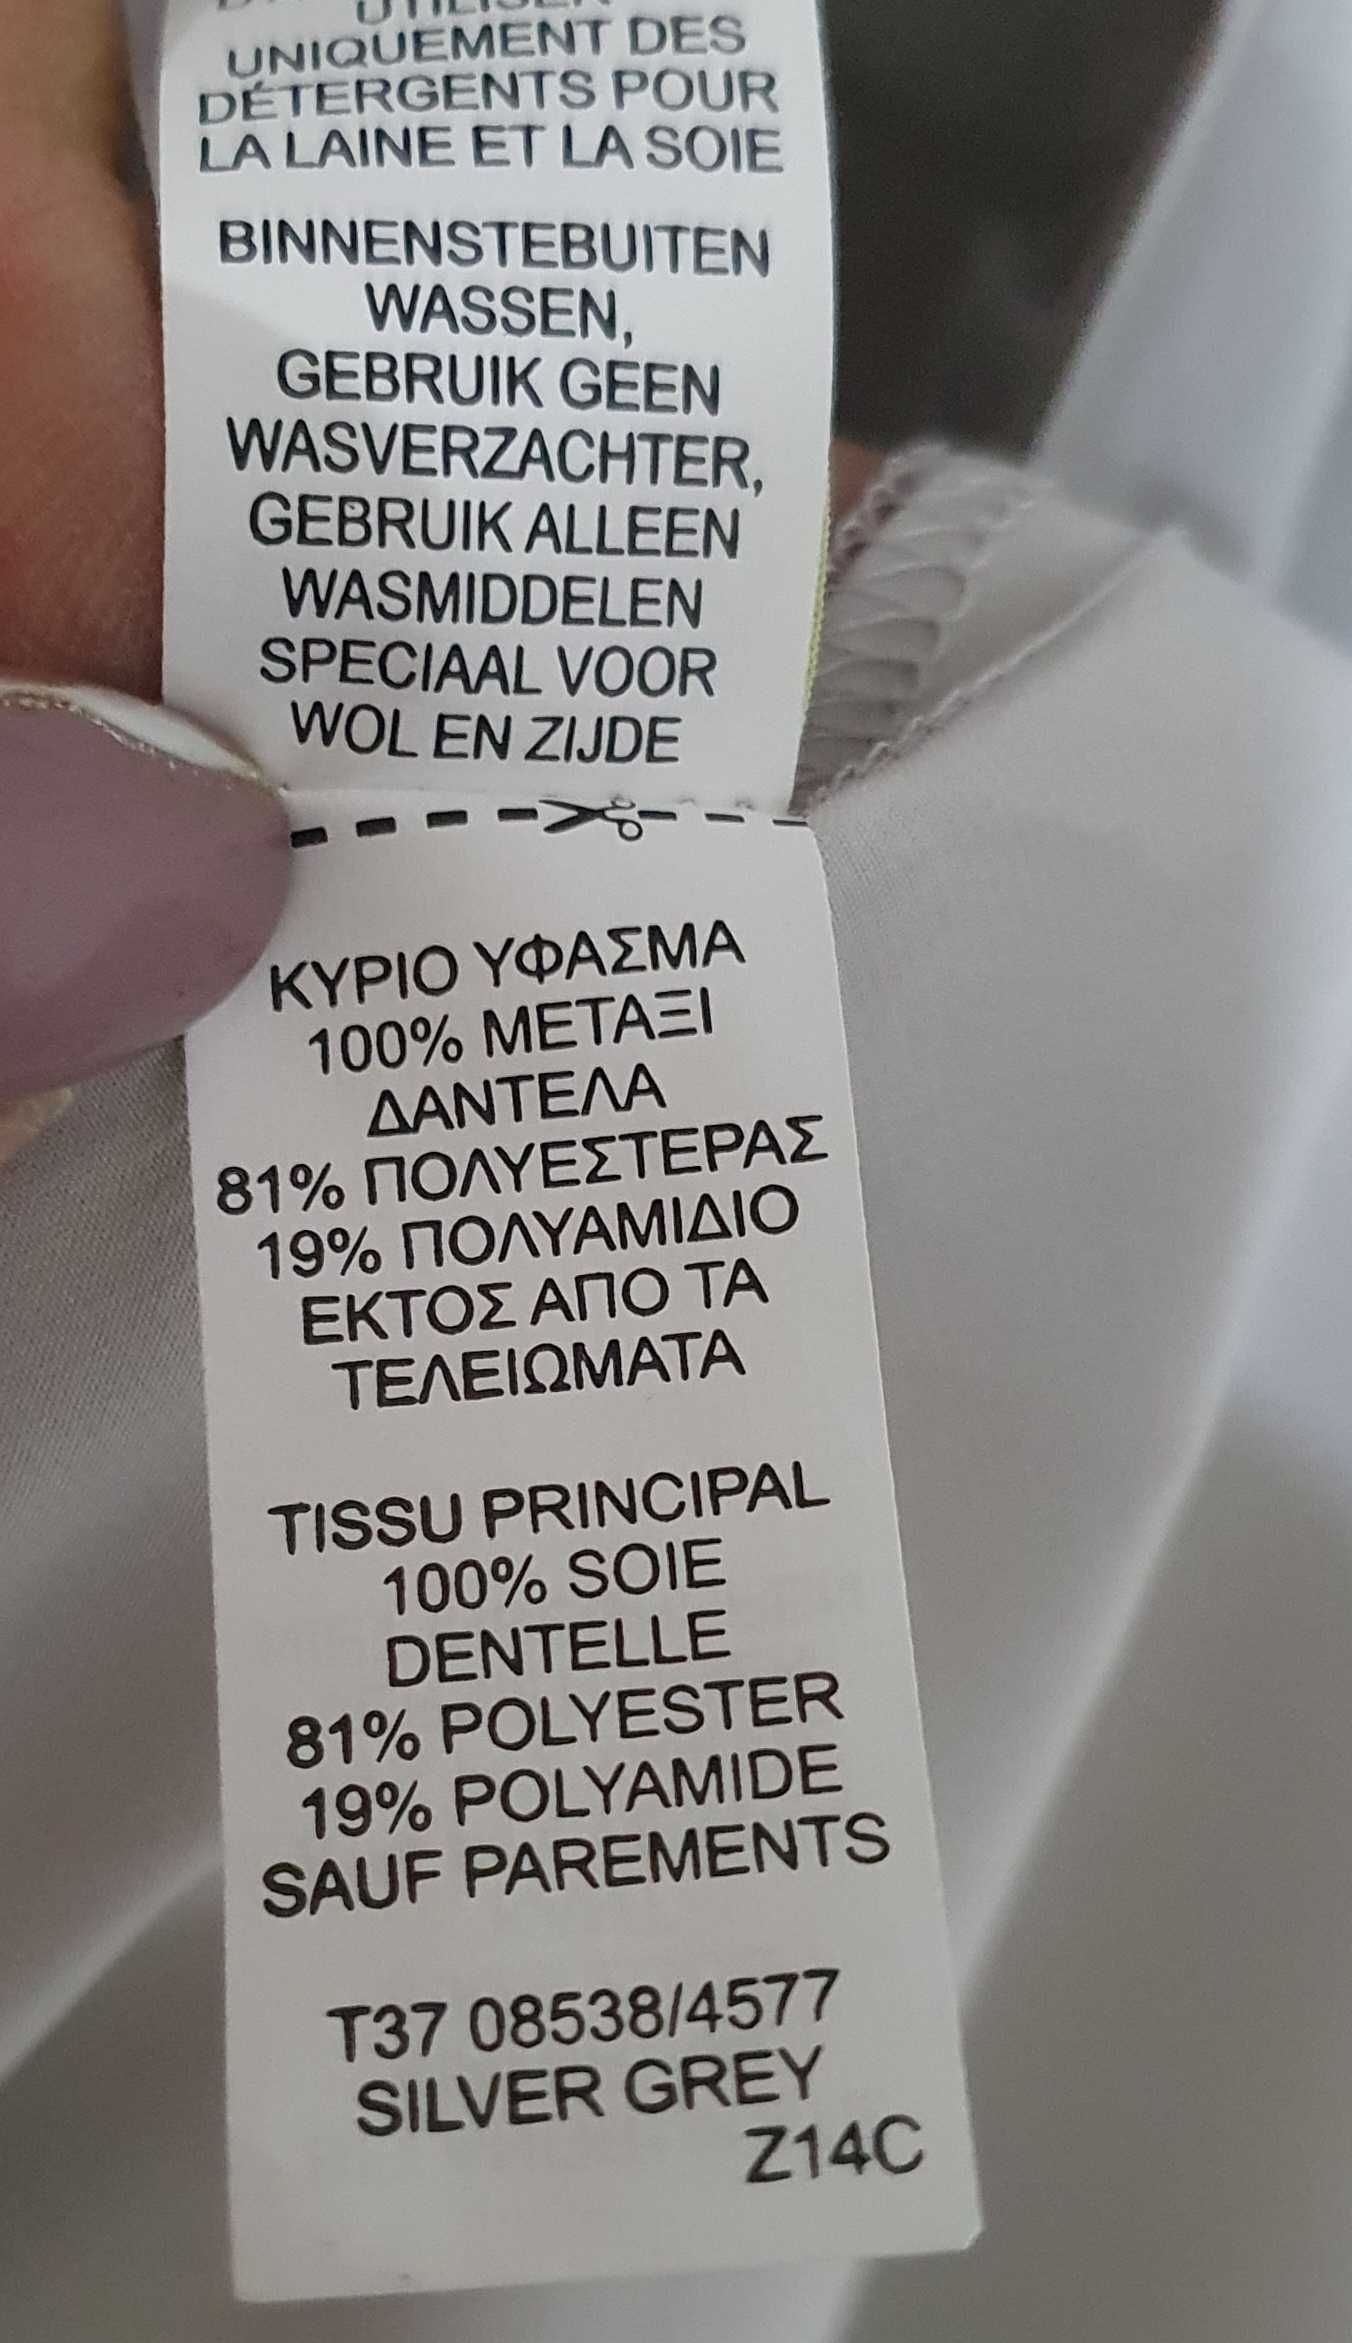 UTILISER
UNIQUEMENT DES
DÉTERGENTS POUR
LA LAINE ET LA SOIE
BINNENSTEBUITEN
WASSEN,
GEBRUIK GEEN
WASVERZACHTER,
GEBRUIK ALLEEN
WASMIDDELEN
SPECIAAL VOOR
WOL EN ZIJDE
ΚΥΡΙΟ ΥΦΑΣΜΑ
100% ΜΕΤΑΞΙ
ΔΑΝΤΕΛΑ
81% ΠΟΛΥΕΣΤΕΡΑΣ
19% ΠΟΛΥΑΜΙΔΙΟ
ΕΚΤΟΣ ΑΠΟ ΤΑ
ΤΕΛΕΙΩΜΑΤΑ
TISSU PRINCIPAL
100% SOIE
DENTELLE
81% POLYESTER
19% POLYAMIDE
SAUF PAREMENTS
T37 08538/4577
SILVER GREY
Z14C